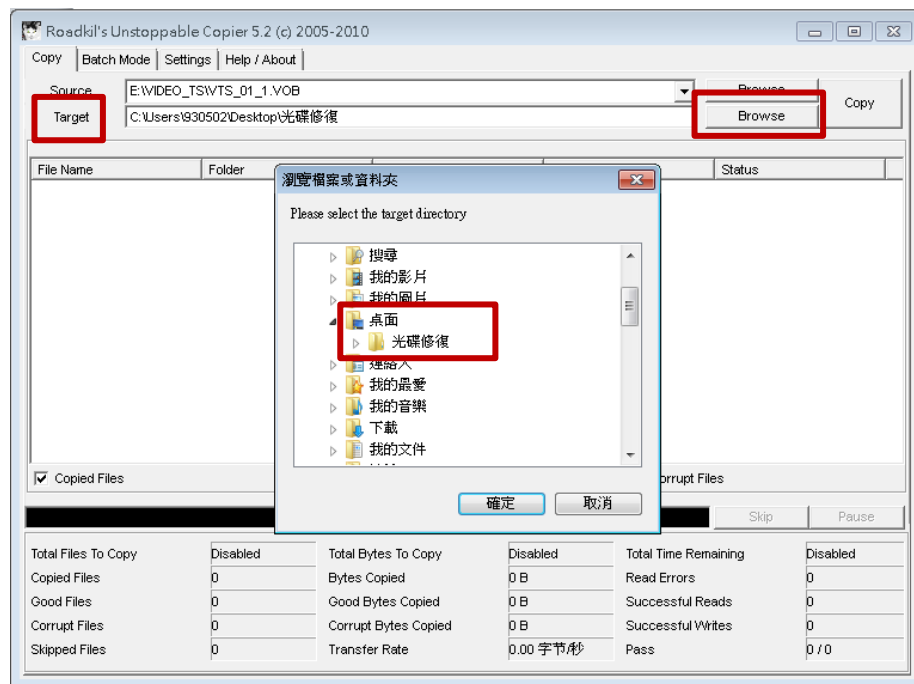 Roadkil's Unstoppable Copier 5.2 (c) 2005-2010
Copy Batch Mode Settings Help / About
Source E:\VIDEO_TS\VTS_01_1.VOB Browse
Copy
Target C:\Users\930502\Desktop\光碟修復 Browse
File Name Folder Status
瀏覽檔案或資料夾
Please select the target directory
搜尋
我的影片
我的圖片
桌面
光碟修復
連絡人
我的最愛
我的音樂
下載
我的文件
確定 取消
Copied Files Files
Skip Pause
Total Files To Copy Disabled Total Bytes To Copy Disabled Total Time Remaining Disabled
Copied Files 0 Bytes Copied 0 B Read Errors 0
Good Files 0 Good Bytes Copied 0 B Successful Reads 0
Corrupt Files 0 Corrupt Bytes Copied 0 B Successful Writes 0
Skipped Files 0 Transfer Rate 0.00 字节/秒 Pass 0 / 0